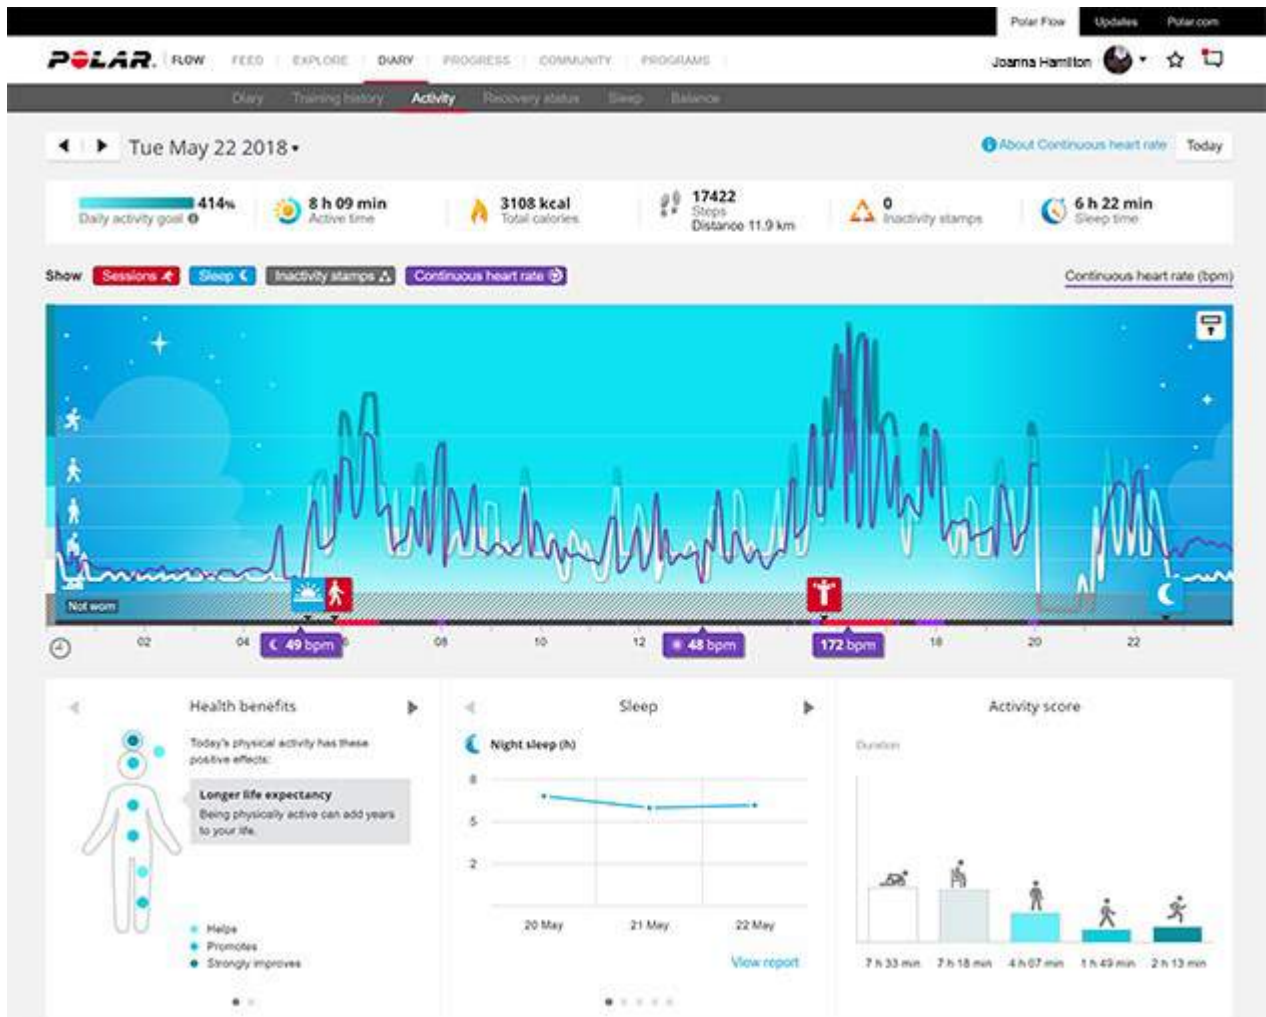 Polar Flow Updates Polar.com
POLAR. FLOW FEED EXPLORE DIARY PROGRESS COMMUNITY PROGRAMS Joanna Hamilton
Diary Training history Activity Recovery status Sleep Balance
Tue May 22 2018 About Continuous heart rate Today
414%
Daily activity goal
8 h 09 min
Active time
3108 kcal
Total calories
17422
Steps
Distance 11.9 km
0
Inactivity stamps
6 h 22 min
Sleep time
Show Sessions Sleep Inactivity stamps Continuous heart rate Continuous heart rate (bpm)
Not worn
02 04 6 10 12 18 20 22
49 bpm 48 bpm 172 bpm
Health benefits
Today's physical activity has these
positive effects:
Longer life expectancy
Being physically active can add years
to your life.
Helps
Promotes
Strongly improves
Sleep
Night sleep (h)
8
5
2
20 May 21 May 22 May
View report
Activity score
Duration
7 h 33 min 7 h 18 min 4 h 07 min 1 h 49 min 2 h 13 min